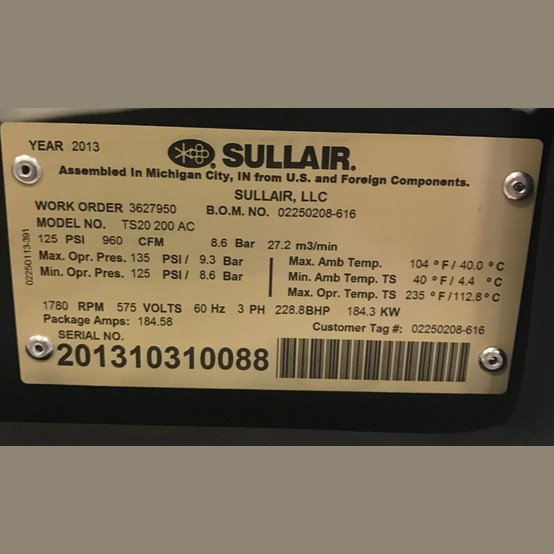 YEAR 2013
SULLAIR.
Assembled In Michigan City, IN from U.S. and Foreign Components.
SULLAIR, LLC
WORK ORDER 3627950 B.O.M. NO. 02250208-616
MODEL NO. TS20 200 AC
125 PSI 960 CFM 8.6 Bar 27.2 m3/min
Max. Opr. Pres. 135 PSI / 9.3 Bar
Min. Opr. Pres. 125 PSI / 8.6 Bar
Max. Amb Temp. 104 °F/ 40.0 °C
Min. Amb Temp. TS 40 °F/ 4.4 °C
Max. Opr Temp. TS 235 °F/112.8 °C
1780 RPM 575 VOLTS 60 Hz 3 PH 228.8BHP 184.3 KW
Package Amps: 184.58
Customer Tag #: 02250208-616
SERIAL NO.
201310310088
02250113-391